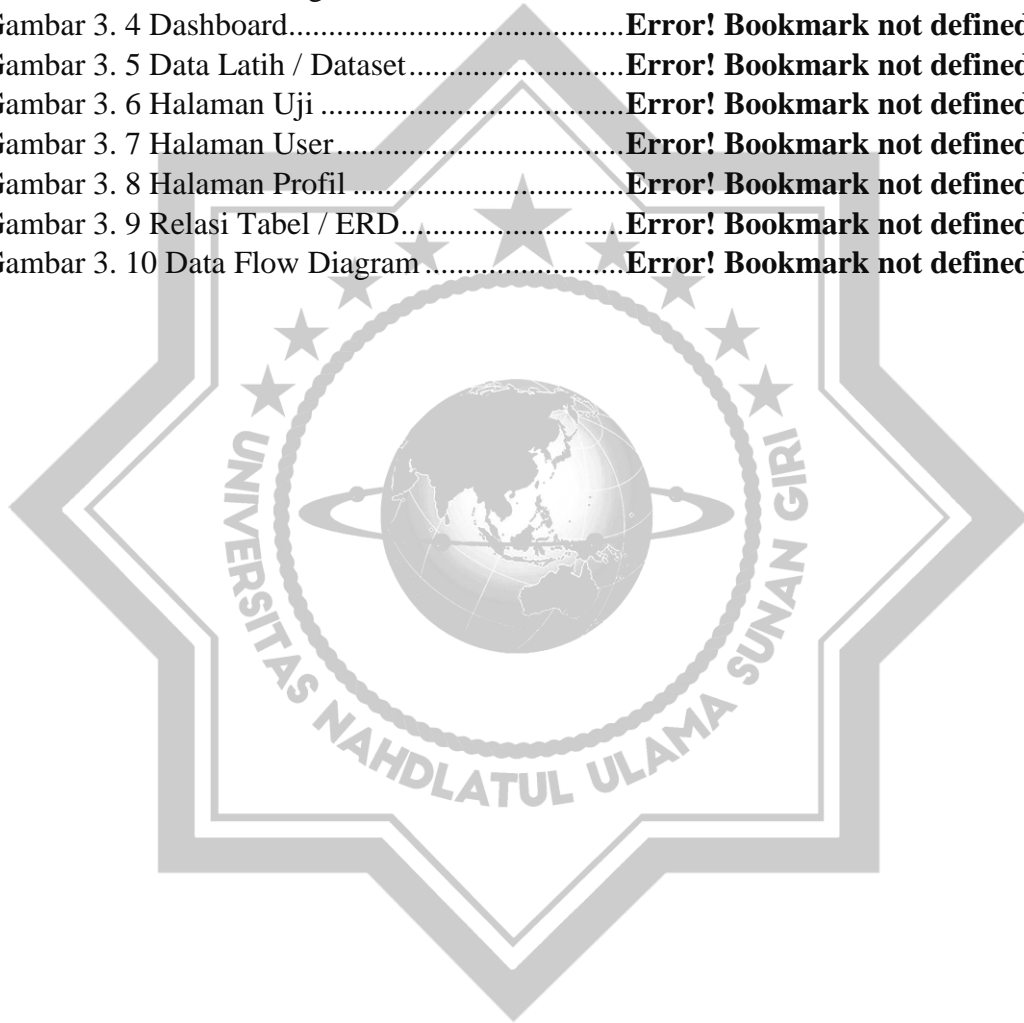 Gambar 3. 4 Dashboard...................................Error! Bookmark not defined
Gambar 3. 5 Data Latih / Dataset.......................Error! Bookmark not defined
Gambar 3. 6 Halaman Uji ................................Error! Bookmark not defined
Gambar 3. 7 Halaman User..............................Error! Bookmark not defined
Gambar 3. 8 Halaman Profil .............................Error! Bookmark not defined
Gambar 3. 9 Relasi Tabel / ERD........................Error! Bookmark not defined
Gambar 3. 10 Data Flow Diagram .....................Error! Bookmark not defined
UNIVERSITAS NAHDLATUL ULAMA SUNAN GIRI